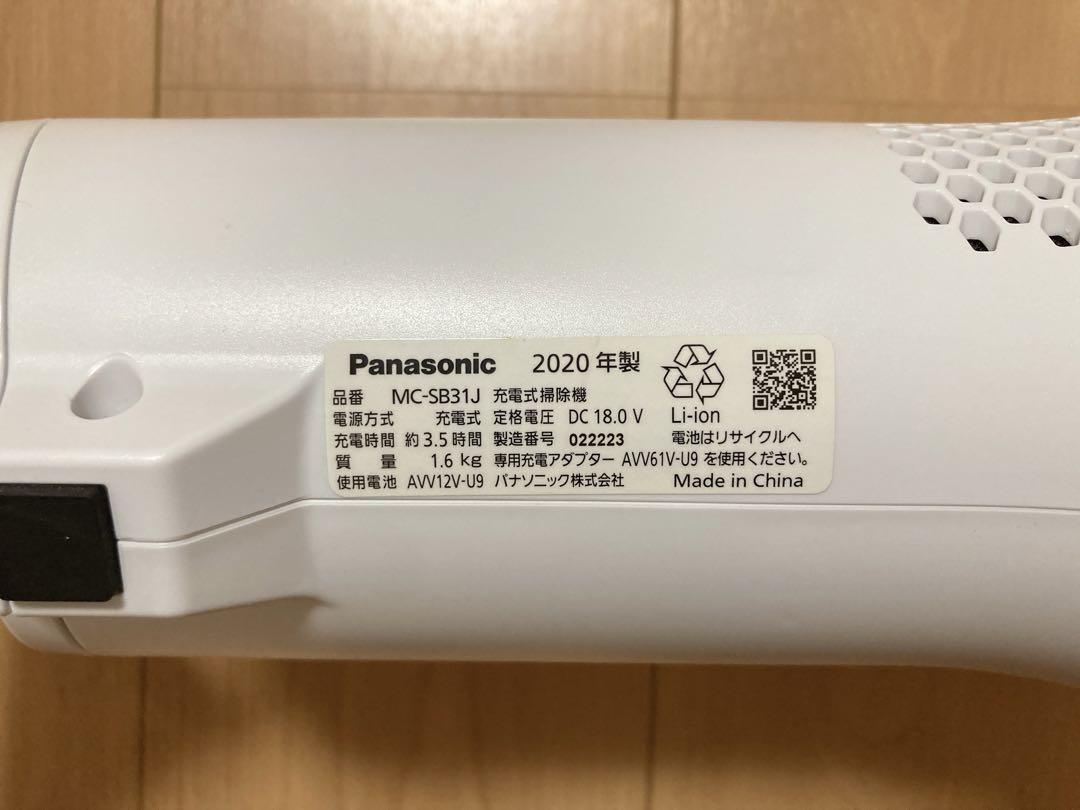 Panasonic 2020年製
品番 MC-SB31J 充電式掃除機
電源方式 充電式 定格電圧 DC 18.0 V Li-ion
充電時間 約3.5時間 製造番号 022223 電池はリサイクルへ
質量 1.6 kg 専用充電アダプター AVV61V-U9 を使用ください。
使用電池 AVV12V-U9 パナソニック株式会社 Made in China